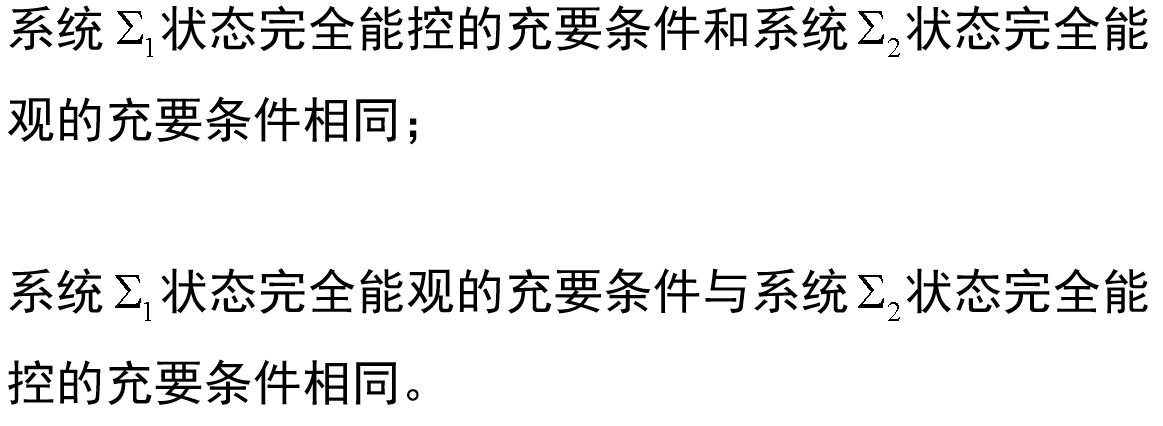 系统Σ₁状态完全能控的充要条件和系统Σ₂状态完全能
观的充要条件相同；
系统Σ₁状态完全能观的充要条件与系统Σ₂状态完全能
控的充要条件相同。